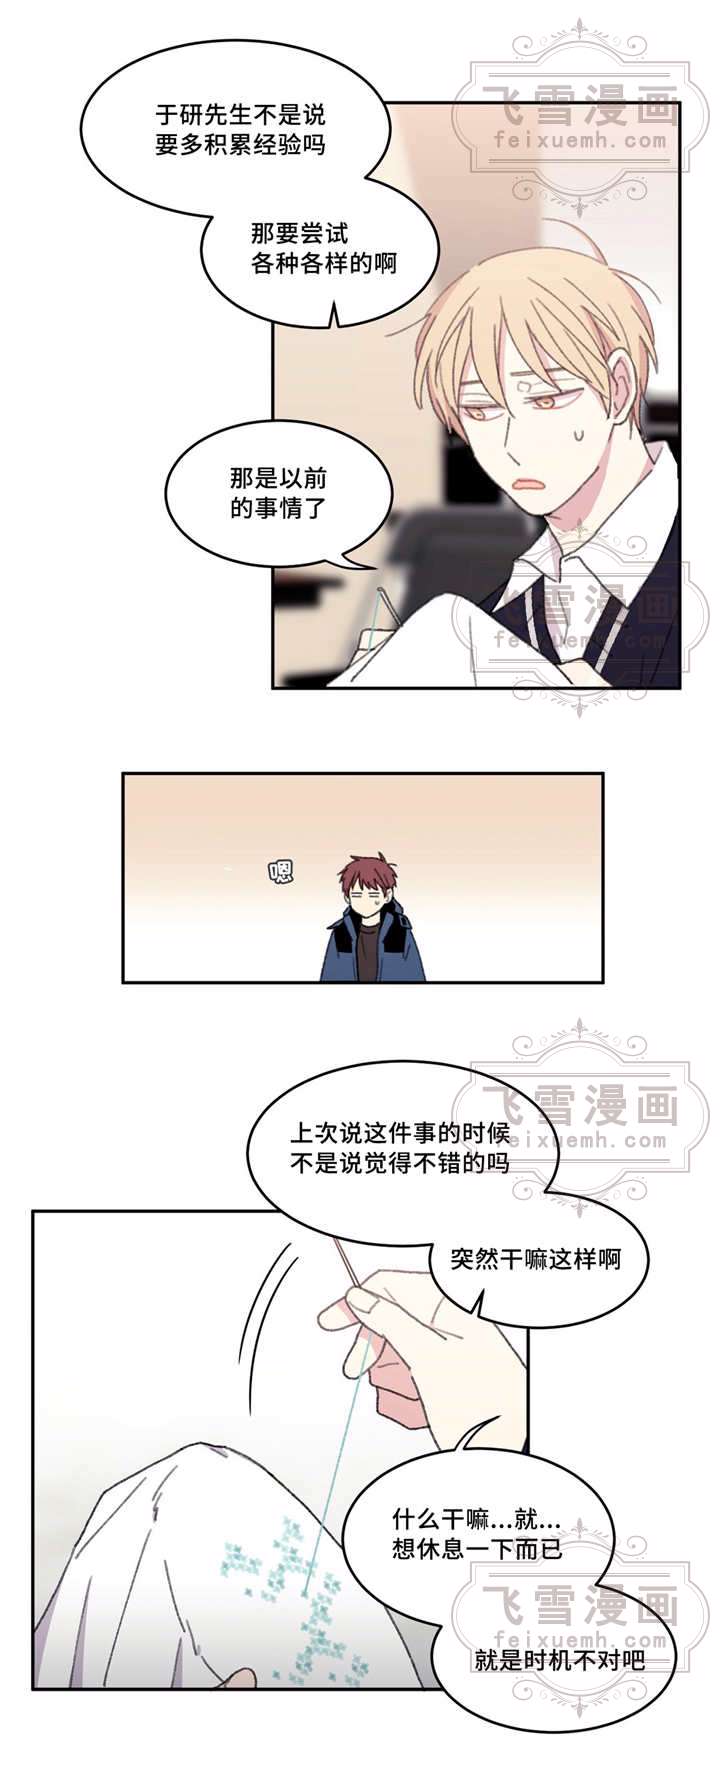 飞雪漫画
feixuemh.com
于研先生不是说
要多积累经验吗
那要尝试
各种各样的啊
那是以前
的事情了
飞雪漫画
feixuemh.com
嗯
飞雪漫画
feixuemh.com
上次说这件事的时候
不是说觉得不错的吗
突然干嘛这样啊
什么干嘛...就...
想休息一下而已
飞雪漫画
feixuemh.com
就是时机不对吧